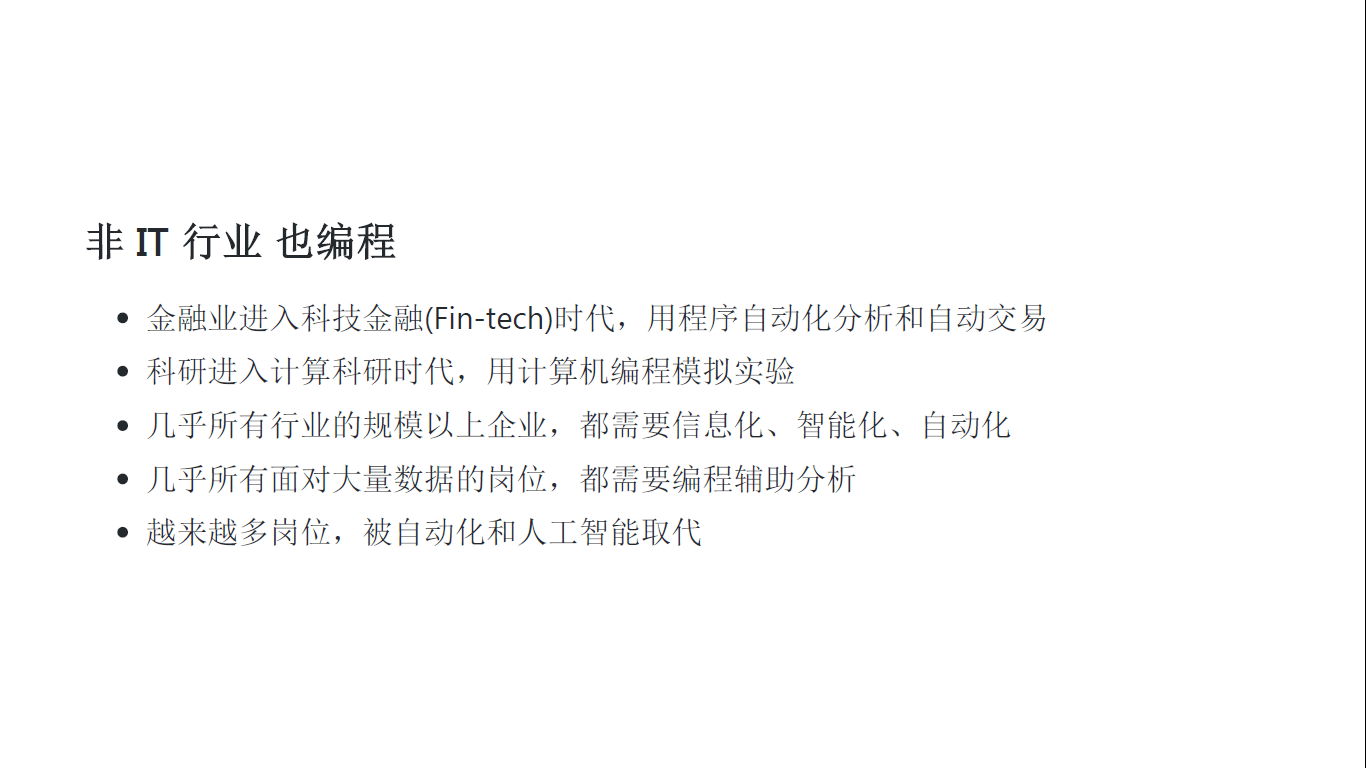 非 IT 行业 也编程
金融业进入科技金融(Fin-tech)时代，用程序自动化分析和自动交易
科研进入计算科研时代，用计算机编程模拟实验
几乎所有行业的规模以上企业，都需要信息化、智能化、自动化
几乎所有面对大量数据的岗位，都需要编程辅助分析
越来越多岗位，被自动化和人工智能取代